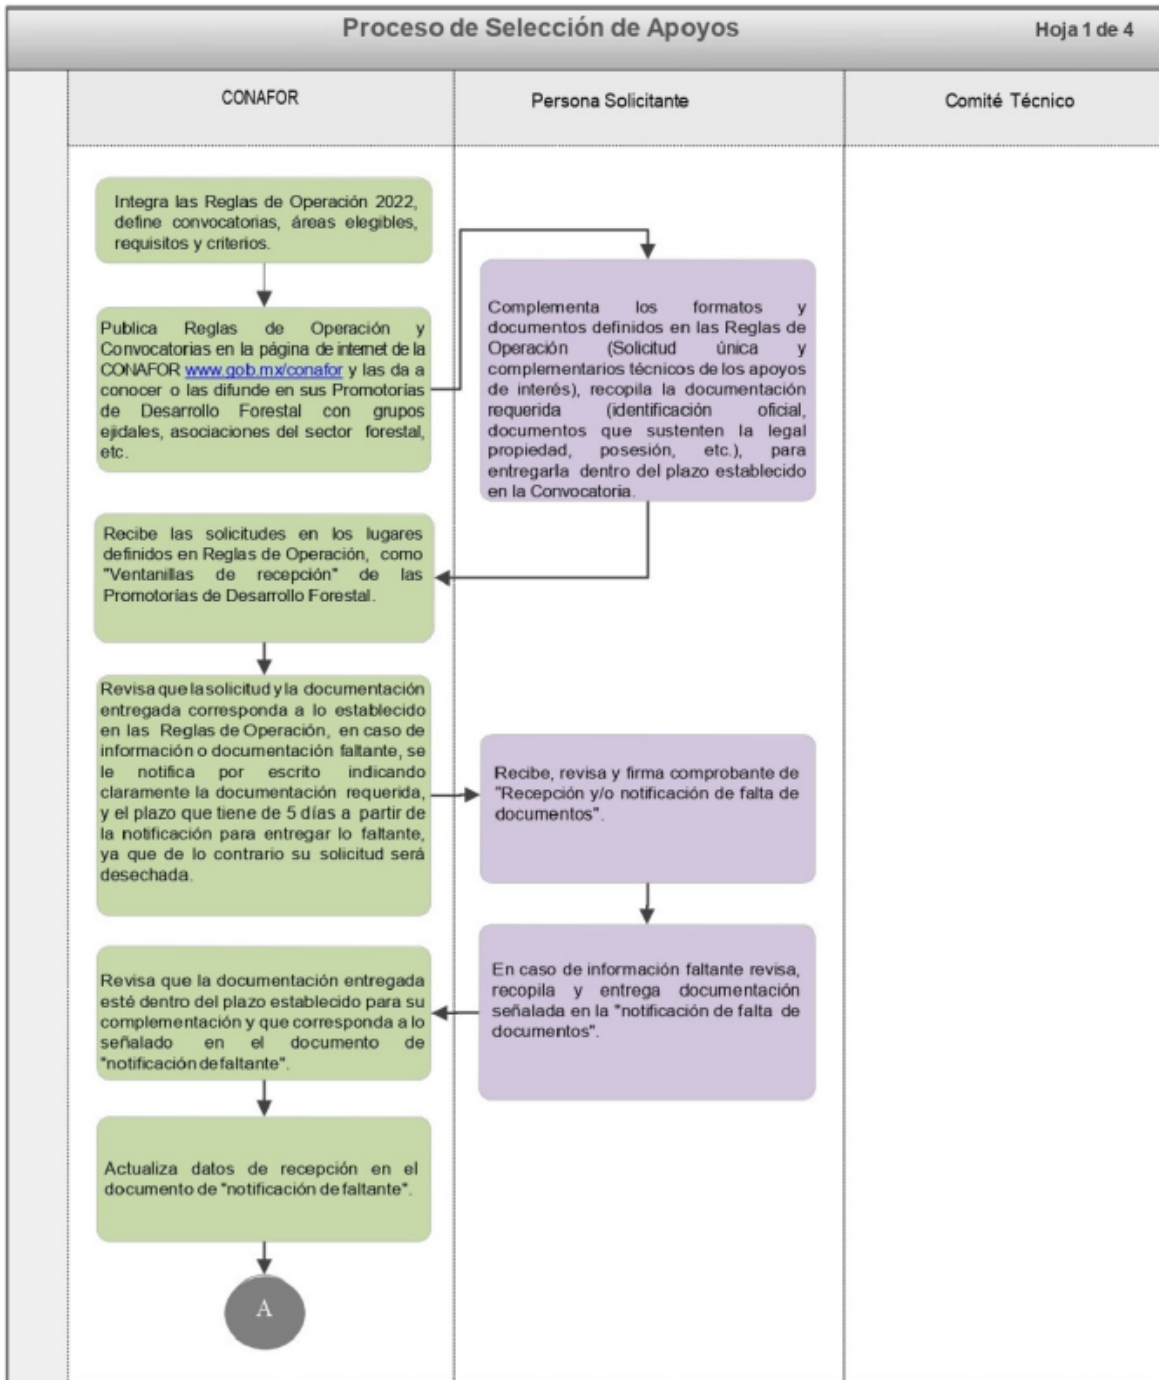 Proceso de Selección de Apoyos
Hoja 1 de 4
CONAFOR
Persona Solicitante
Comité Técnico
Integra las Reglas de Operación 2022,
define convocatorias, áreas elegibles,
requisitos y criterios.
Publica Reglas de Operación y
Convocatorias en la página de internet de la
CONAFOR www.gob.mx/conafor y las da a
conocer o las difunde en sus Promotorías
de Desarrollo Forestal con grupos
ejidales, asociaciones del sector forestal,
etc.
Complementa los formatos y
documentos definidos en las Reglas de
Operación (Solicitud única y
complementarios técnicos de los apoyos
de interés), recopila la documentación
requerida (identificación oficial,
documentos que sustenten la legal
propiedad, posesión, etc.), para
entregarla dentro del plazo establecido
en la Convocatoria.
Recibe las solicitudes en los lugares
definidos en Reglas de Operación, como
"Ventanillas de recepción" de las
Promotorías de Desarrollo Forestal.
Revisa que la solicitud y la documentación
entregada corresponda a lo establecido
en las Reglas de Operación, en caso de
información o documentación faltante, se
le notifica por escrito indicando
claramente la documentación requerida,
y el plazo que tiene de 5 días a partir de
la notificación para entregar lo faltante,
ya que de lo contrario su solicitud será
desechada.
Recibe, revisa y firma comprobante de
"Recepción y/o notificación de falta de
documentos".
En caso de información faltante revisa,
recopila y entrega documentación
señalada en la "notificación de falta de
documentos".
Revisa que la documentación entregada
esté dentro del plazo establecido para su
complementación y que corresponda a lo
señalado en el documento de
"notificación de faltante".
Actualiza datos de recepción en el
documento de "notificación de faltante".
A